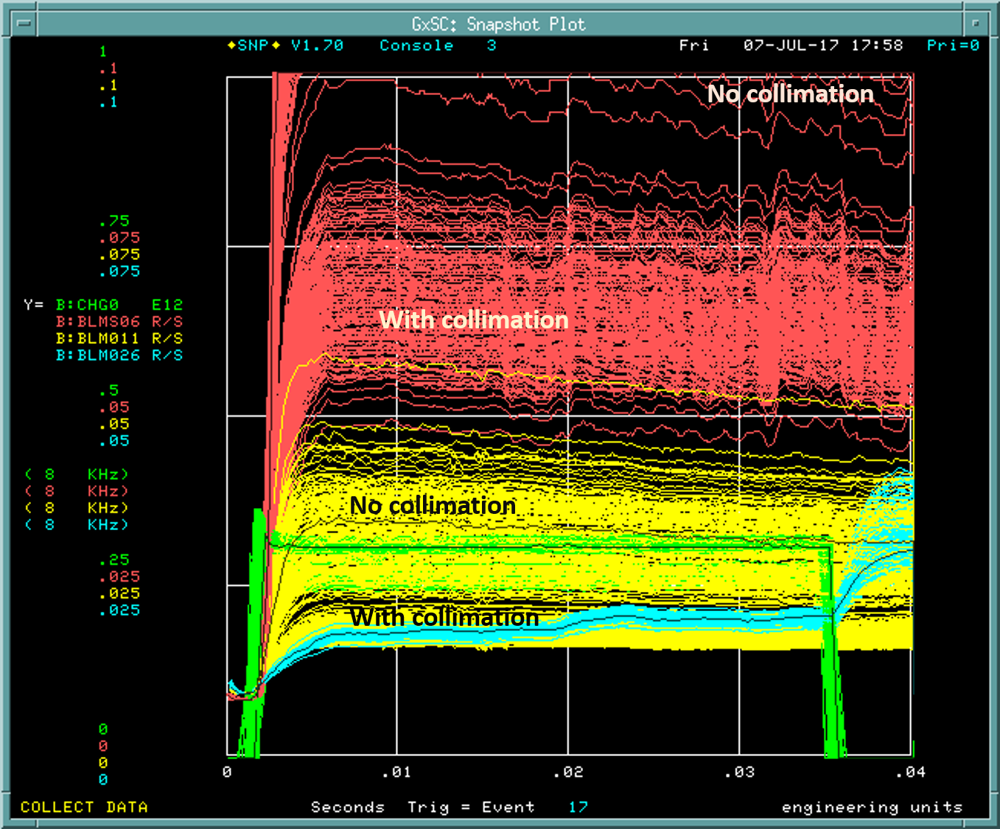 GxSC: Snapshot Plot
◆SNP◆ V1.70 Console 3 Fri 07-JUL-17 17:58 Pri=0
1
.1
.1
.1
No collimation
.75
.075
.075
.075
Y= B:CHG0 E12
B:BLMS06 R/S
B:BLM011 R/S
B:BLM026 R/S
With collimation
.5
.05
.05
.05
( 8 KHz)
( 8 KHz)
( 8 KHz)
( 8 KHz)
No collimation
.25
.025
.025
.025
With collimation
0
0
0
0
0 .01 .02 .03 .04
COLLECT DATA Seconds Trig = Event 17 engineering units